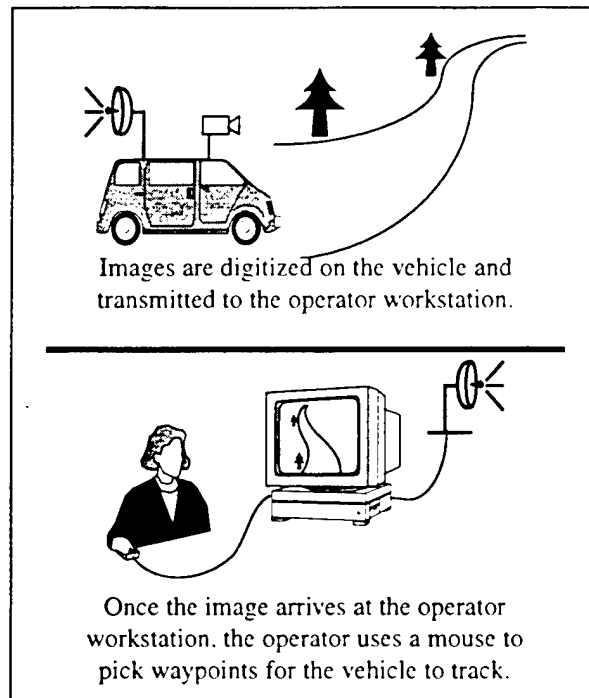 Images are digitized on the vehicle and
transmitted to the operator workstation.
Once the image arrives at the operator
workstation. the operator uses a mouse to
pick waypoints for the vehicle to track.